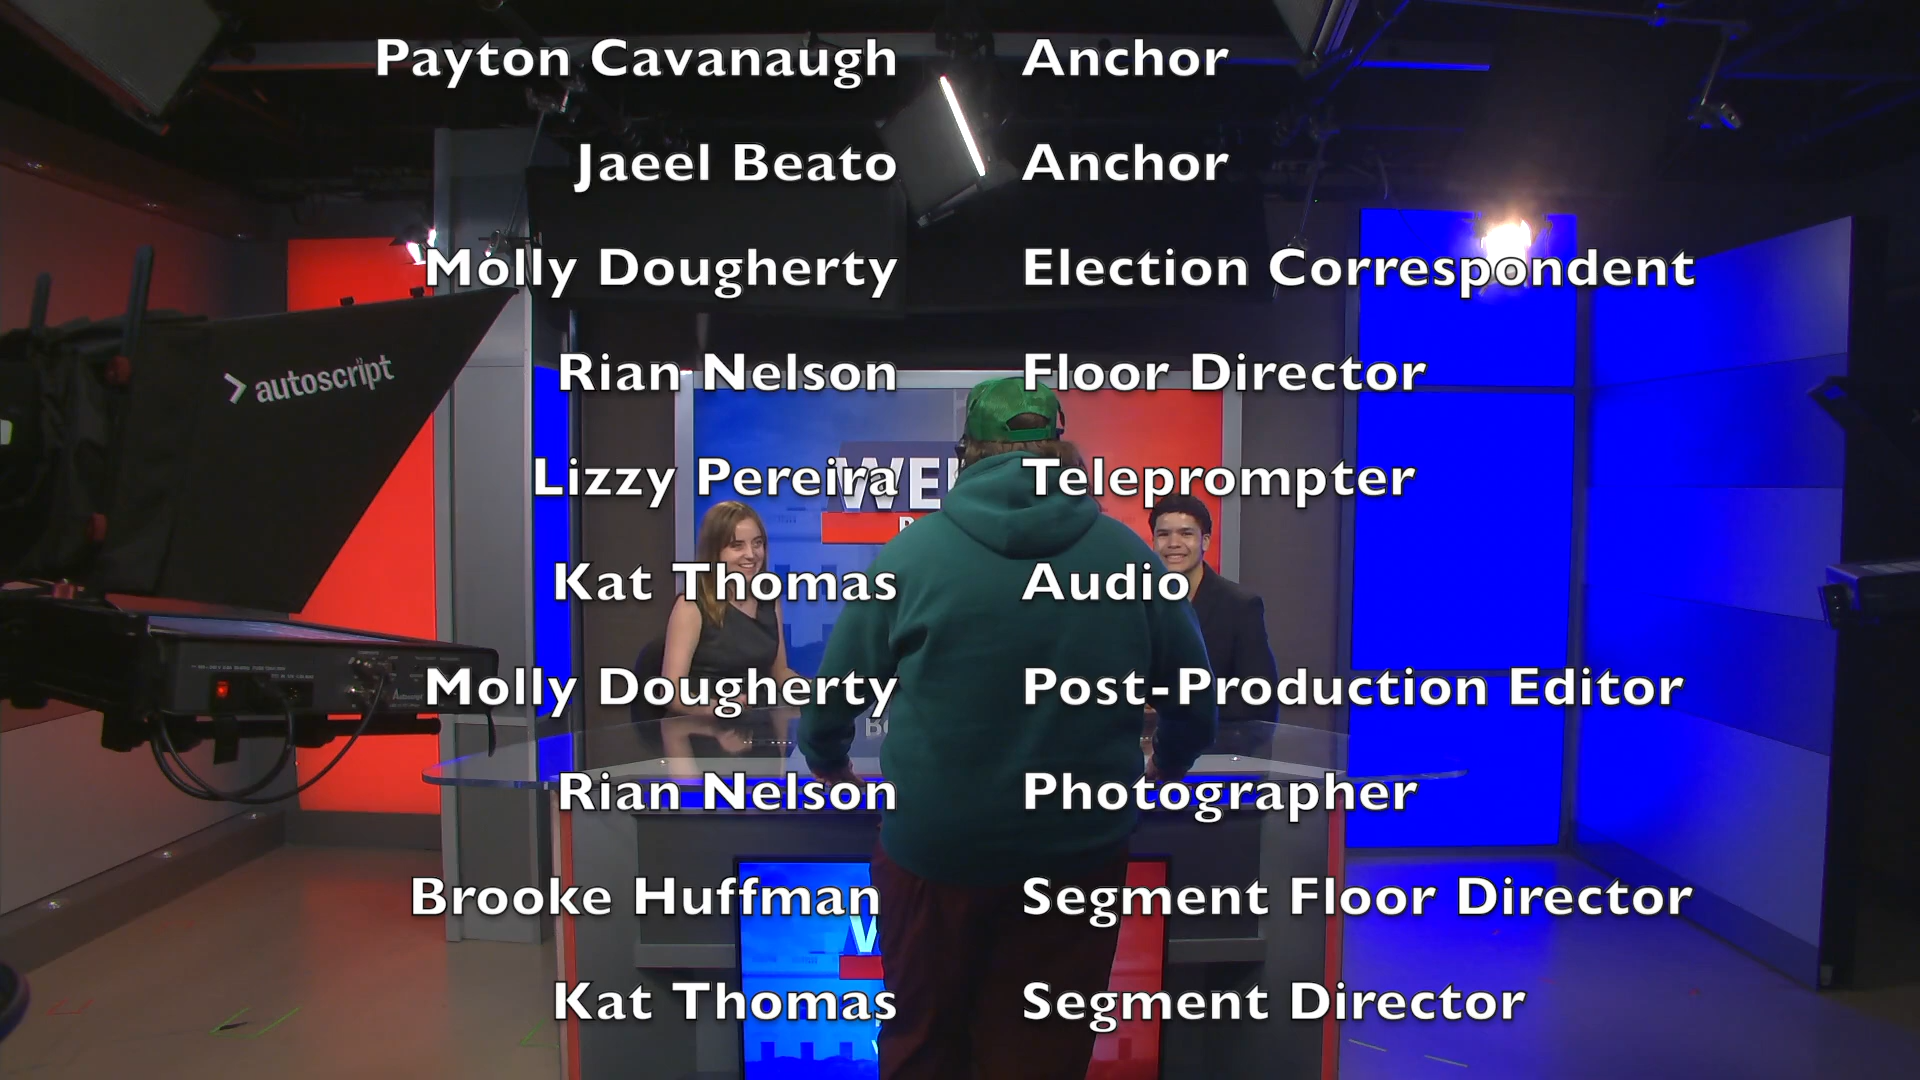 Payton Cavanaugh Anchor
Jaeel Beato Anchor
Molly Dougherty Election Correspondent
Rian Nelson Floor Director
autoscript
Lizzy Pereira Teleprompter
Kat Thomas Audio
Molly Dougherty Post-Production Editor
Rian Nelson Photographer
Brooke Huffman Segment Floor Director
Kat Thomas Segment Director